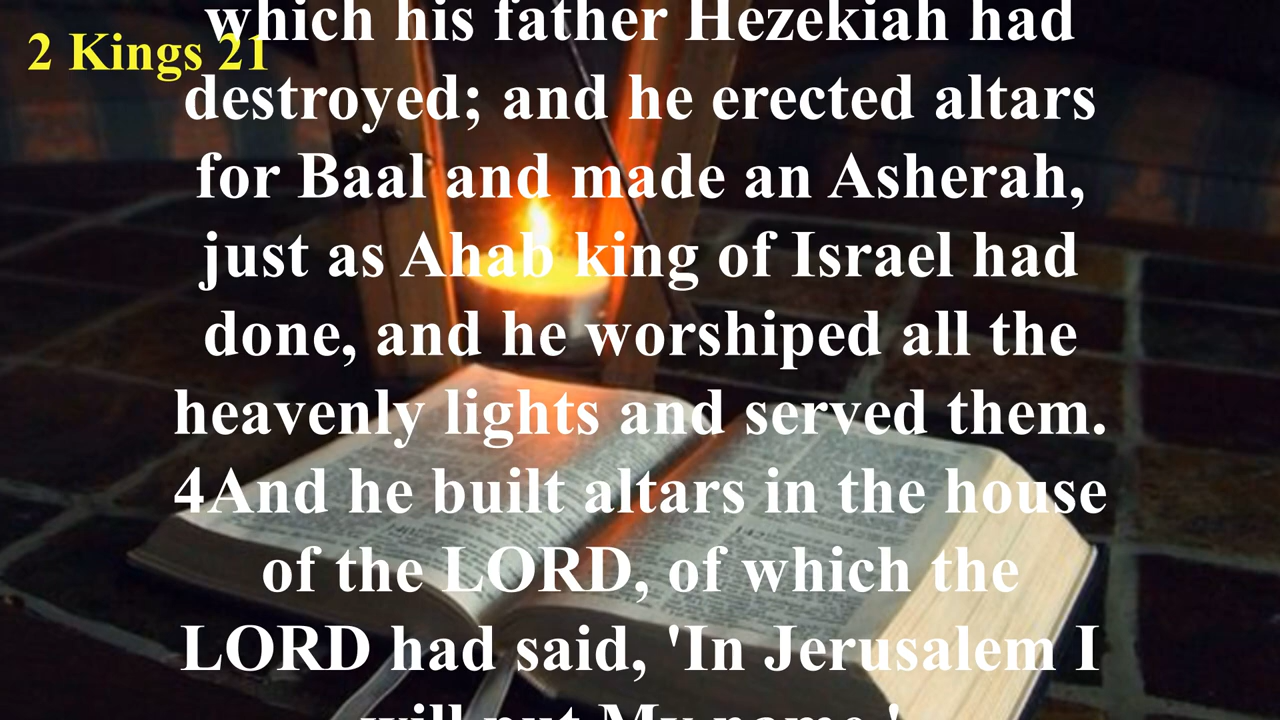 2 Kings 21
which his father Hezekiah had
destroyed; and he erected altars
for Baal and made an Asherah,
just as Ahab king of Israel had
done, and he worshiped all the
heavenly lights and served them.
4And he built altars in the house
of the LORD, of which the
LORD had said, 'In Jerusalem I
will put My name.'